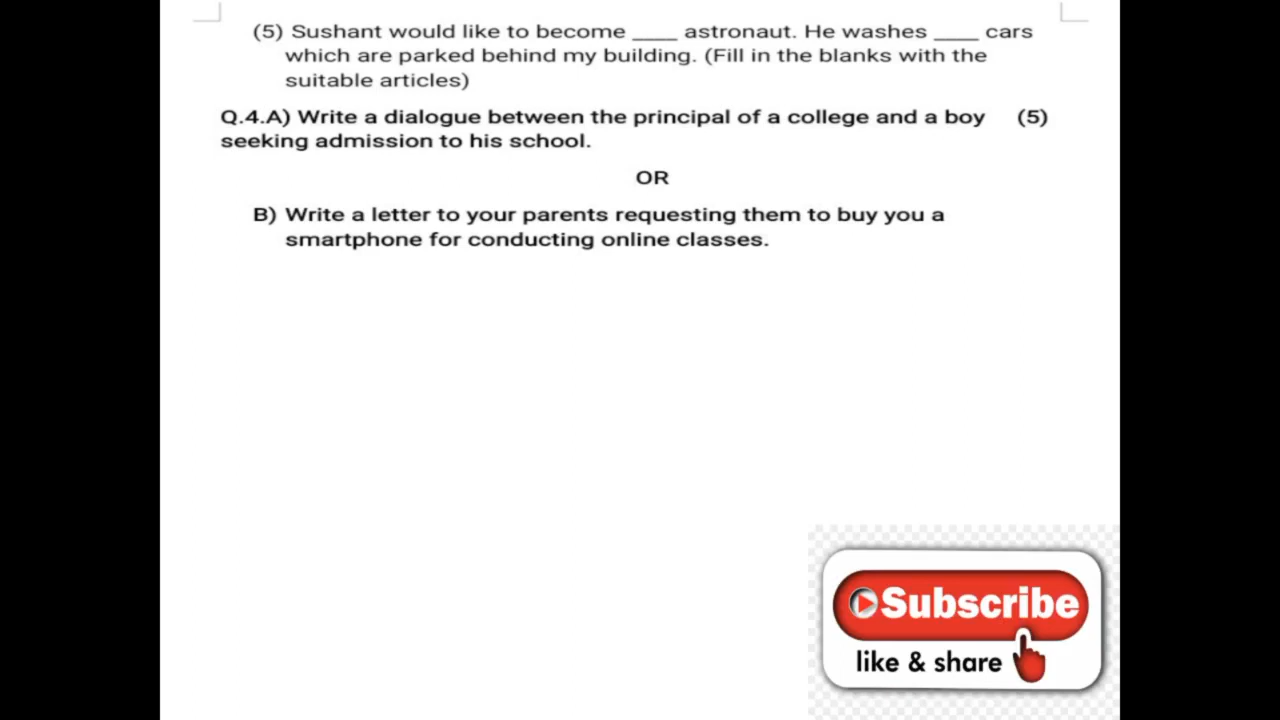 (5) Sushant would like to become ____ astronaut. He washes ____ cars
which are parked behind my building. (Fill in the blanks with the
suitable articles)
Q.4.A) Write a dialogue between the principal of a college and a boy (5)
seeking admission to his school.
OR
B) Write a letter to your parents requesting them to buy you a
smartphone for conducting online classes.
Subscribe
like & share